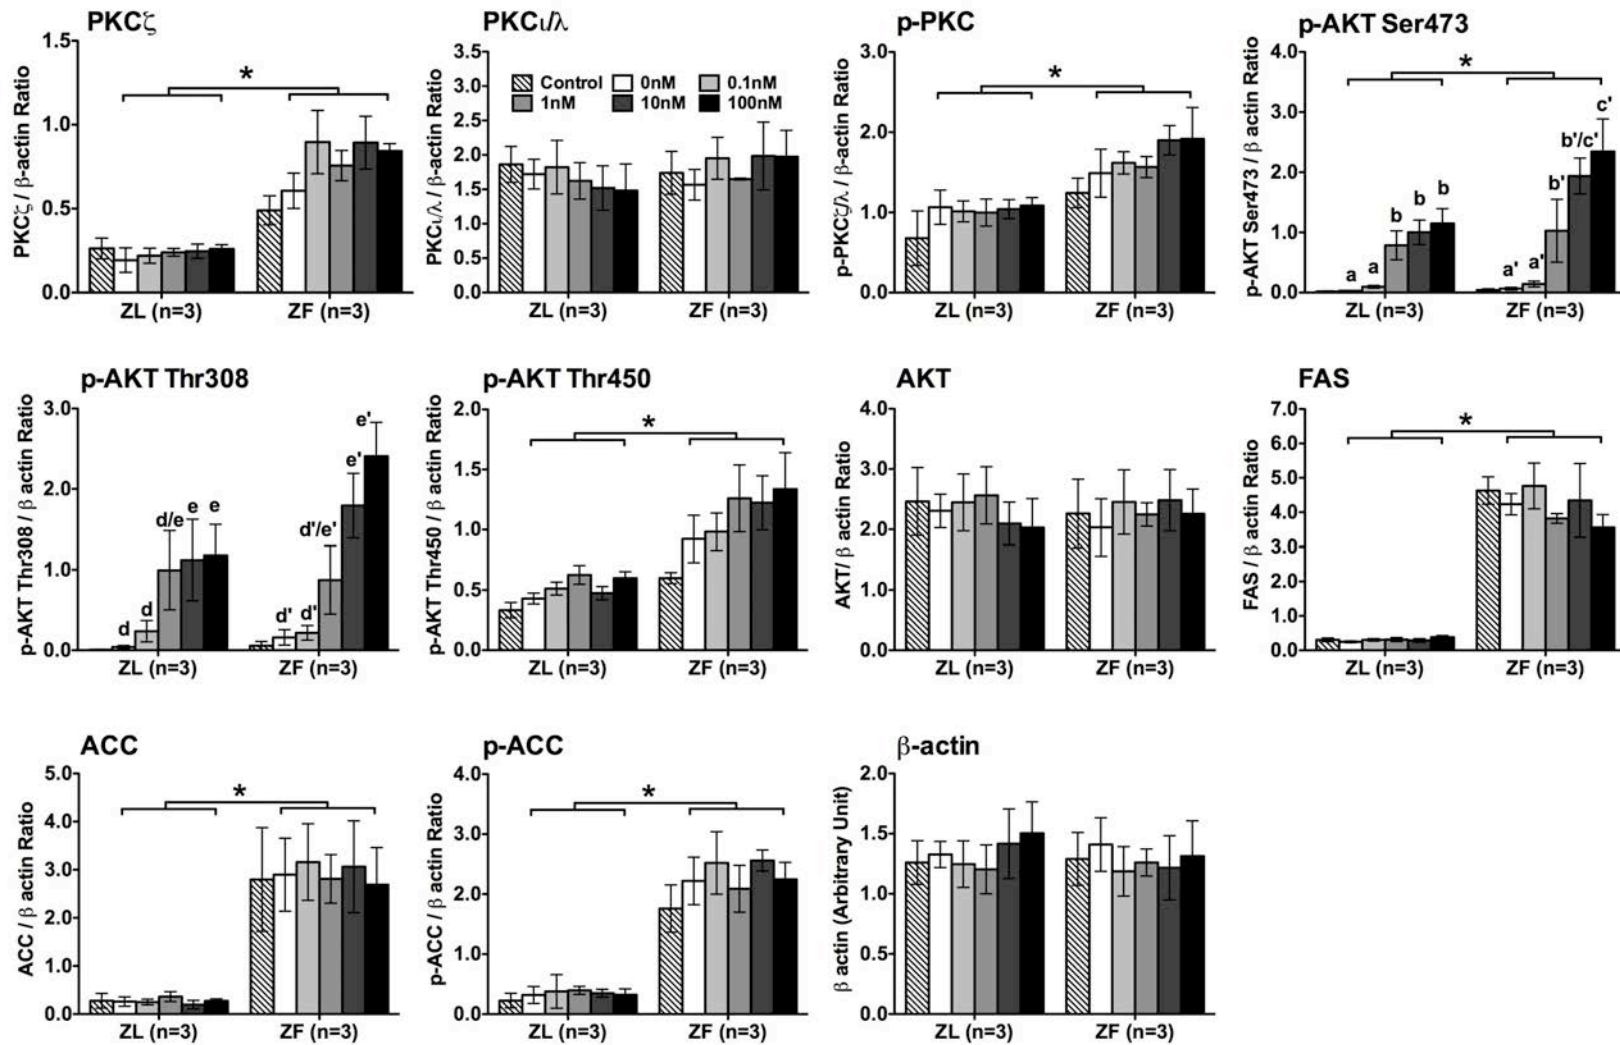 PKCζ
PKCζ / β-actin Ratio
1.5
1.0
0.5
0.0
*
ZL (n=3)
ZF (n=3)
PKCι/λ
PKCι/λ / β-actin Ratio
3.5
3.0
2.5
2.0
1.5
1.0
0.5
0.0
Control 0nM 0.1nM
1nM 10nM 100nM
ZL (n=3)
ZF (n=3)
p-PKC
p-PKCζ/λ / β-actin Ratio
3.0
2.0
1.0
0.0
*
ZL (n=3)
ZF (n=3)
p-AKT Ser473
p-AKT Ser473 / β actin Ratio
4.0
3.0
2.0
1.0
0.0
*
a a b b b
a' a' b' b'/c' c'
ZL (n=3)
ZF (n=3)
p-AKT Thr308
p-AKT Thr308 / β actin Ratio
3.0
2.0
1.0
0.0
d d d/e e e
d' d' d'/e' e' e'
ZL (n=3)
ZF (n=3)
p-AKT Thr450
p-AKT Thr450 / β actin Ratio
2.0
1.5
1.0
0.5
0.0
*
ZL (n=3)
ZF (n=3)
AKT
AKT/ β actin Ratio
4.0
3.0
2.0
1.0
0.0
ZL (n=3)
ZF (n=3)
FAS
FAS / β actin Ratio
7.0
6.0
5.0
4.0
3.0
2.0
1.0
0.0
*
ZL (n=3)
ZF (n=3)
ACC
ACC / β actin Ratio
5.0
4.0
3.0
2.0
1.0
0.0
*
ZL (n=3)
ZF (n=3)
p-ACC
p-ACC / β actin Ratio
4.0
3.0
2.0
1.0
0.0
*
ZL (n=3)
ZF (n=3)
β-actin
β actin (Arbitrary Unit)
2.0
1.5
1.0
0.5
0.0
ZL (n=3)
ZF (n=3)